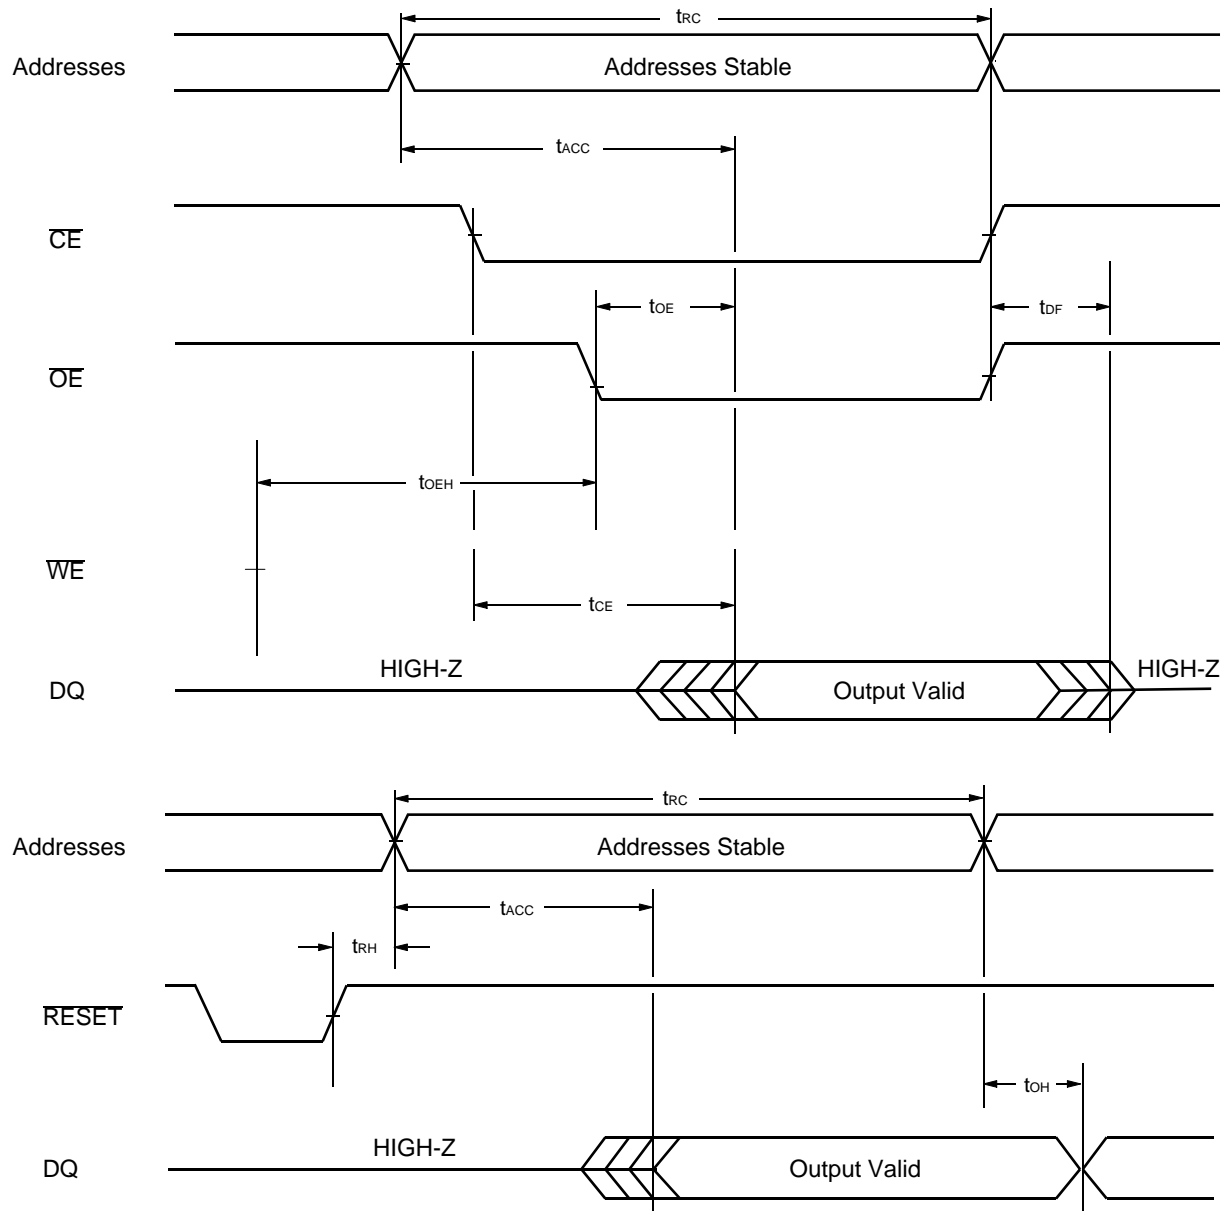 tRC
Addresses
Addresses Stable
tACC
CE
tOE
tDF
OE
tOEH
WE
tCE
HIGH-Z
HIGH-Z
DQ
Output Valid
tRC
Addresses
Addresses Stable
tACC
tRH
RESET
tOH
HIGH-Z
DQ
Output Valid